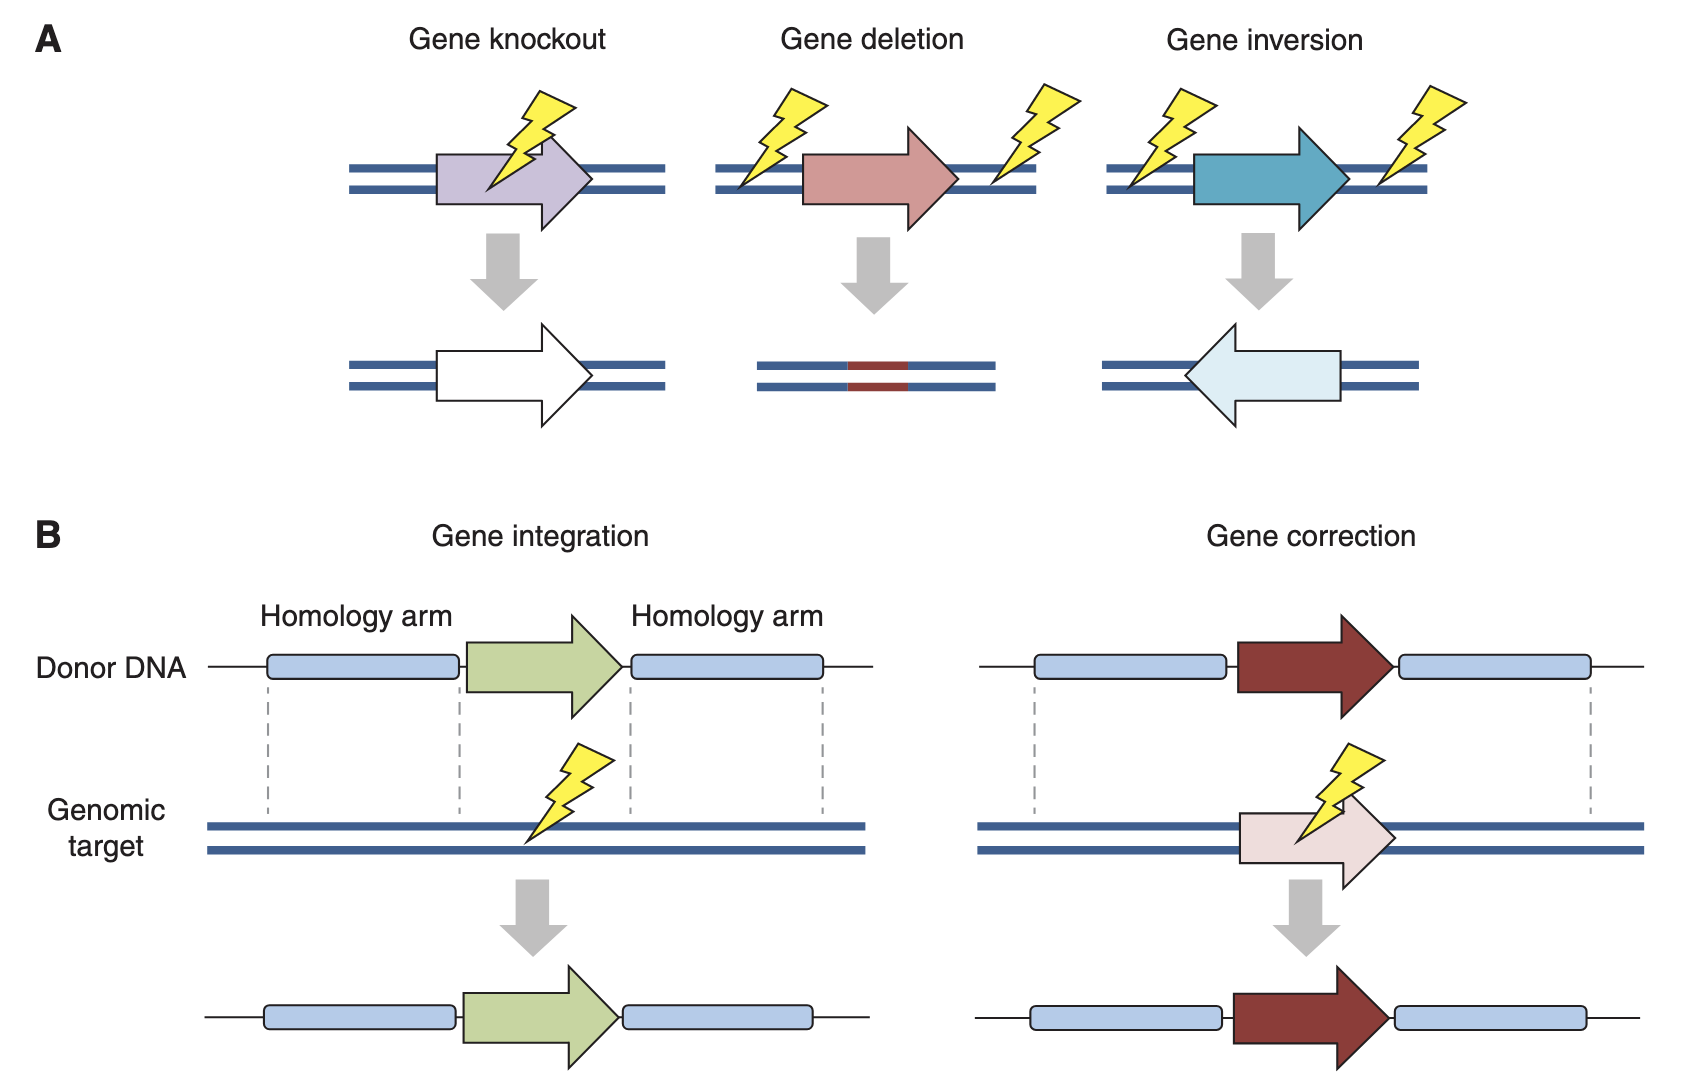 A
Gene knockout
Gene deletion
Gene inversion
B
Gene integration
Gene correction
Homology arm
Homology arm
Donor DNA
Genomic
target